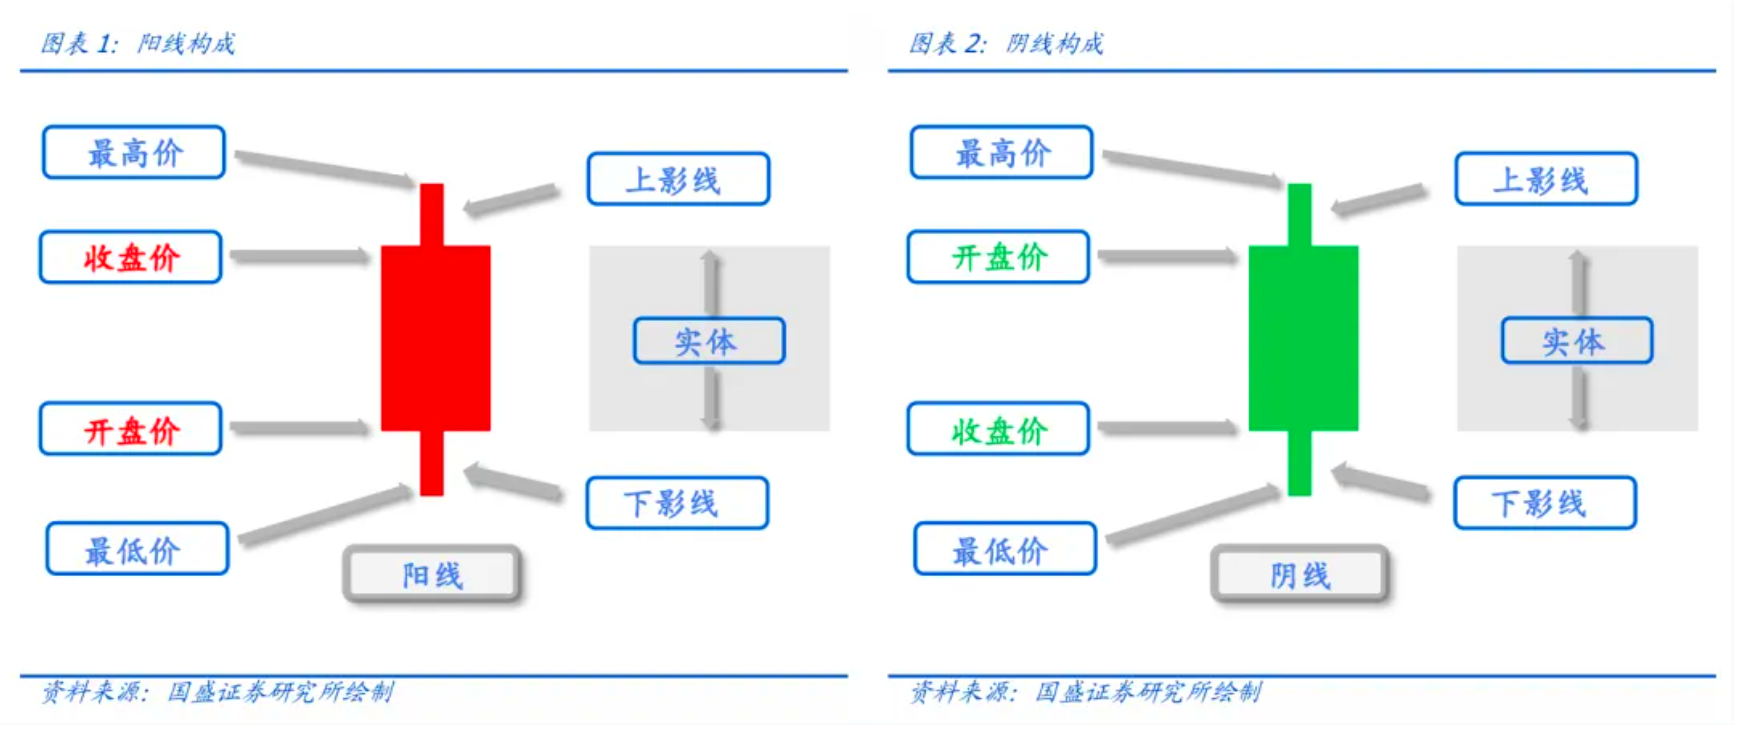 图表 1: 阳线构成
最高价
上影线
收盘价
实体
开盘价
下影线
最低价
阳线
资料来源: 国盛证券研究所绘制
图表 2: 阴线构成
最高价
上影线
开盘价
实体
收盘价
下影线
最低价
阴线
资料来源: 国盛证券研究所绘制